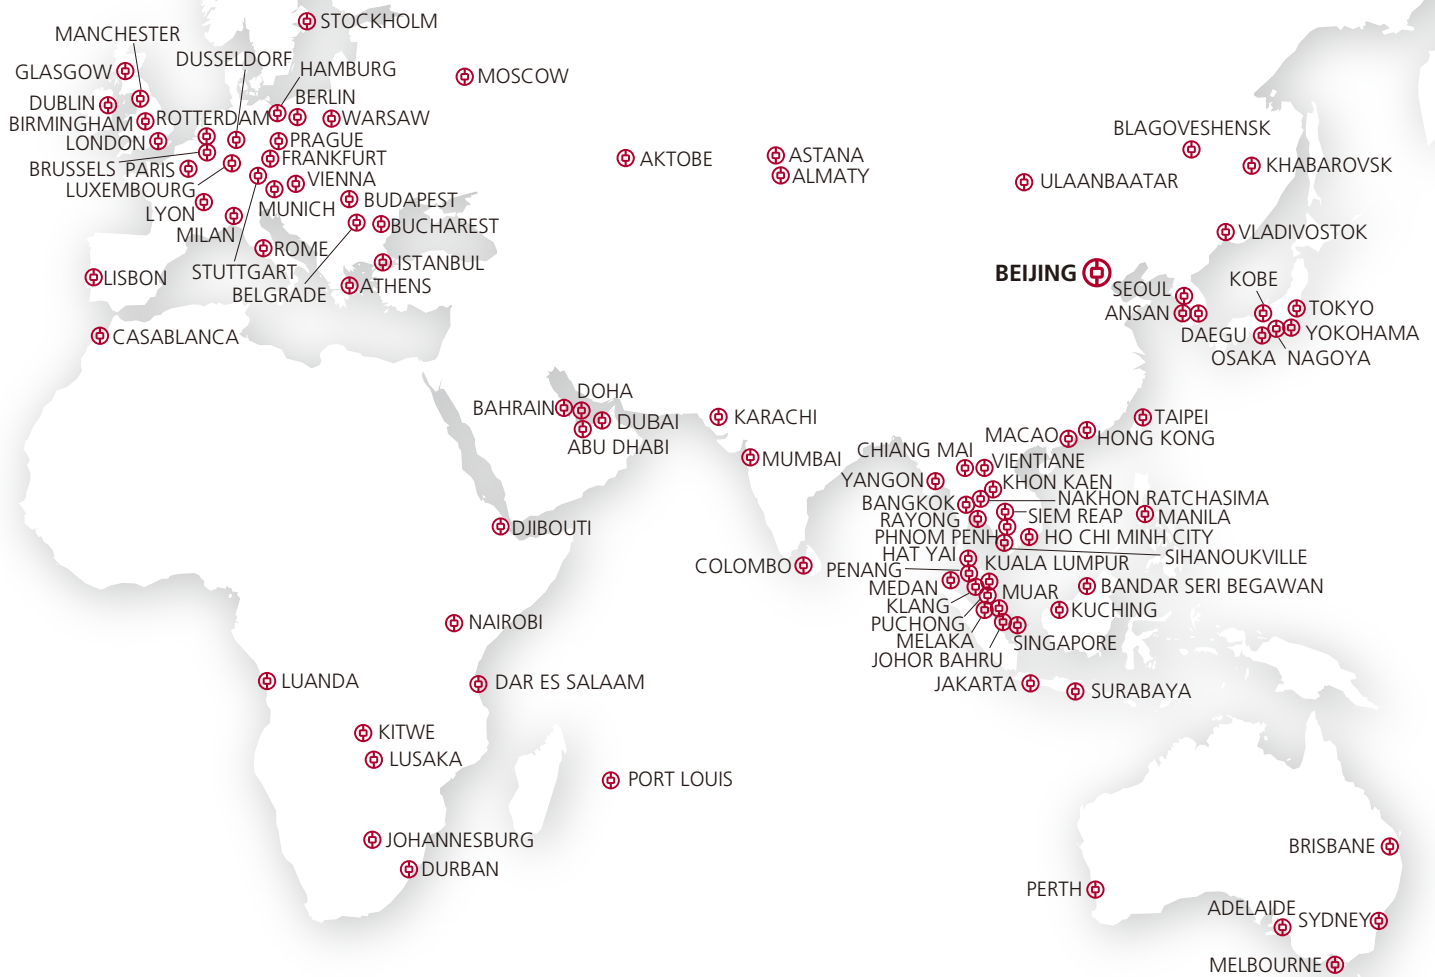 STOCKHOLM
MANCHESTER
DUSSELDORF
HAMBURG
GLASGOW
MOSCOW
BERLIN
DUBLIN
ROTTERDAM
WARSAW
BIRMINGHAM
LONDON
PRAGUE
FRANKFURT
BRUSSELS
PARIS
VIENNA
LUXEMBOURG
BUDAPEST
LYON
MUNICH
MILAN
BUCHAREST
ROME
STUTTGART
ISTANBUL
LISBON
BELGRADE
ATHENS
CASABLANCA
AKTOBE
ASTANA
ALMATY
BLAGOVESHENSK
KHABAROVSK
ULAANBAATAR
VLADIVOSTOK
BEIJING
SEOUL
KOBE
ANSAN
TOKYO
DAEGU
YOKOHAMA
OSAKA
NAGOYA
DOHA
BAHRAIN
DUBAI
ABU DHABI
KARACHI
MUMBAI
TAIPEI
MACAO
HONG KONG
CHIANG MAI
VIENTIANE
YANGON
KHON KAEN
BANGKOK
NAKHON RATCHASIMA
RAYONG
SIEM REAP
MANILA
PHNOM PENH
HO CHI MINH CITY
HAT YAI
SIHANOUKVILLE
COLOMBO
PENANG
KUALA LUMPUR
MEDAN
MUAR
BANDAR SERI BEGAWAN
KLANG
KUCHING
PUCHONG
MELAKA
SINGAPORE
JOHOR BAHRU
JAKARTA
SURABAYA
DJIBOUTI
NAIROBI
LUANDA
DAR ES SALAAM
KITWE
LUSAKA
PORT LOUIS
JOHANNESBURG
DURBAN
BRISBANE
PERTH
ADELAIDE
SYDNEY
MELBOURNE